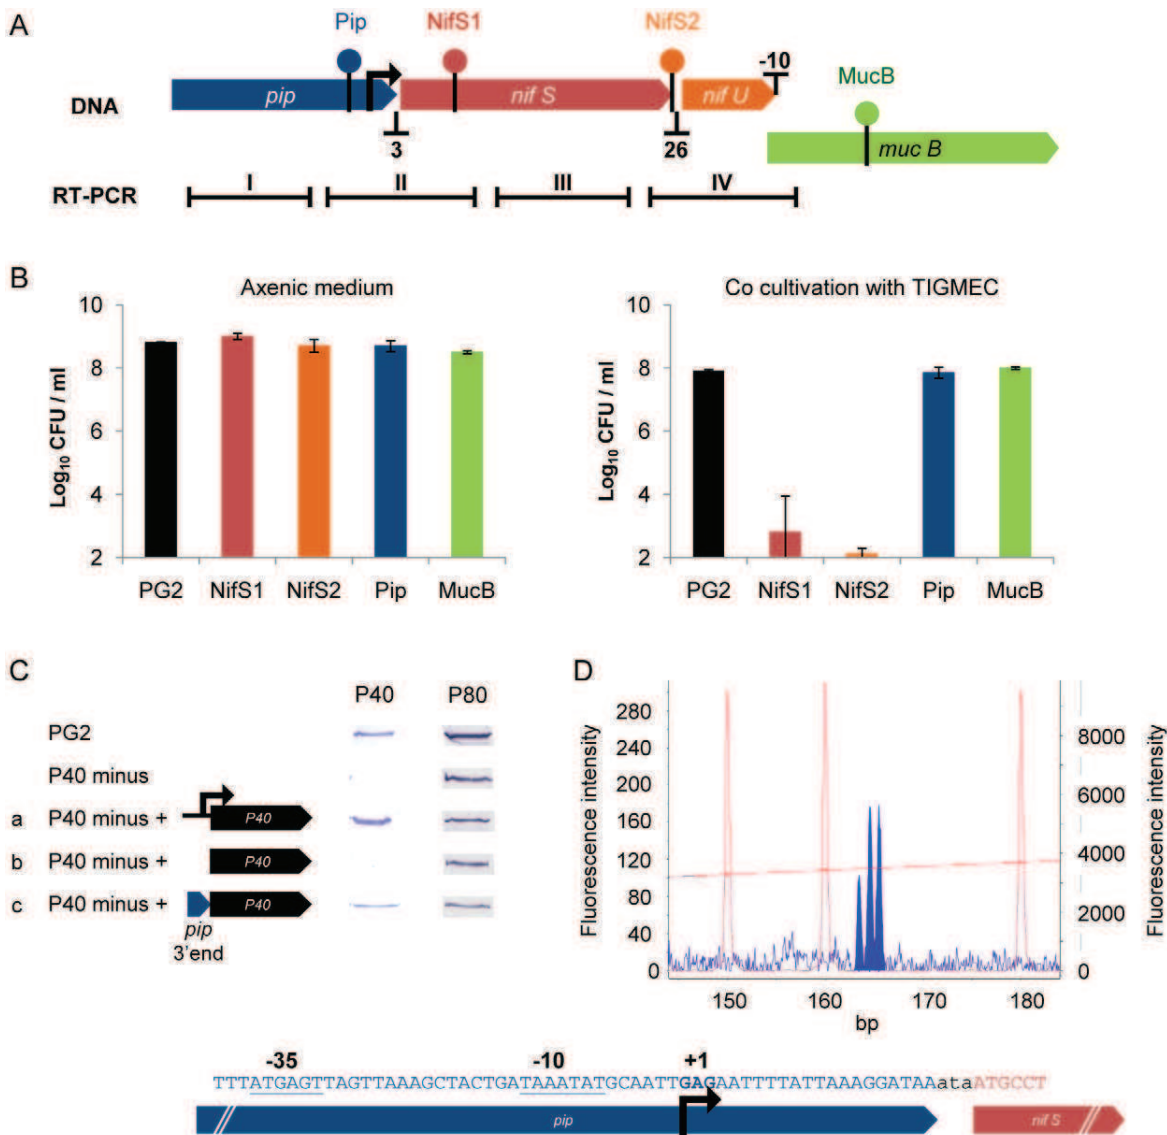 A
Pip
NifS1
NifS2
-10
MucB
DNA
pip
nif S
nif U
3
26
muc B
RT-PCR
I
II
III
IV
B
Axenic medium
Log10 CFU / ml
10
8
6
4
2
PG2 NifS1 NifS2 Pip MucB
Co cultivation with TIGMEC
Log10 CFU / ml
10
8
6
4
2
PG2 NifS1 NifS2 Pip MucB
C
P40 P80
PG2
P40 minus
a P40 minus + P40
b P40 minus + P40
c P40 minus + P40
pip
3'end
D
Fluorescence intensity
280
240
200
160
120
80
40
0
8000
6000
4000
2000
0
Fluorescence intensity
150 160 170 180
bp
-35 -10 +1
TTTATGAGTTAGTTAAAGCTACTGATAAATATGCAATTGAGAATTTTATTAAAGGATAAataATGCCT
pip nif S